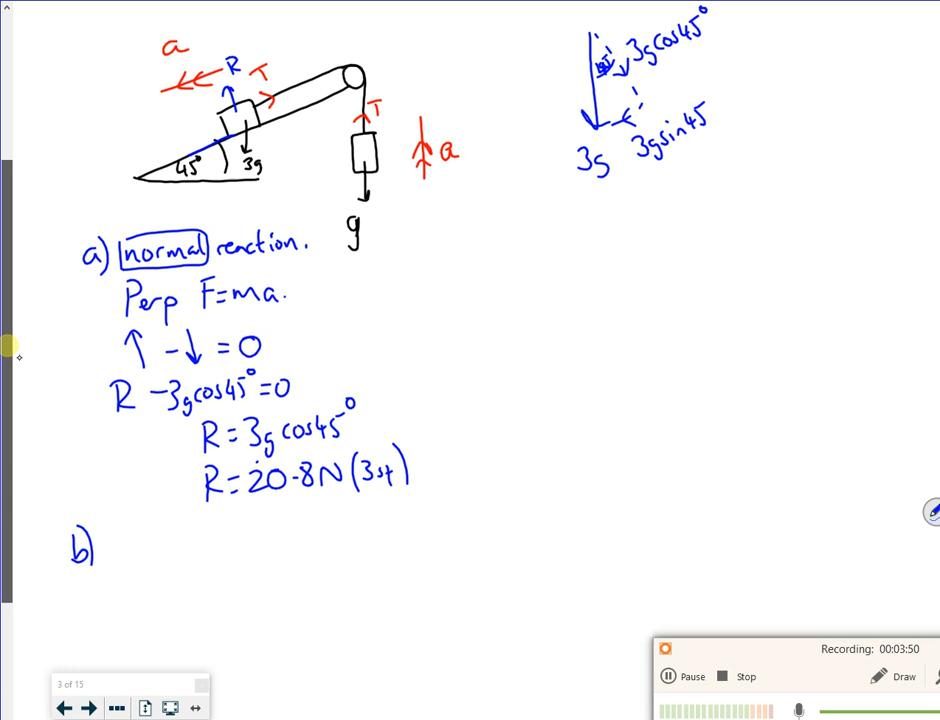 a
R
T
T
a
45°
3g
g
3gcos45°
45°
3g
3gsin45
a) normal reaction.
Perp F=ma.
↑ - ↓ = 0
R -3gcos45°=0
R = 3gcos45°
R = 20.8N (3sf)
b)
Recording: 00:03:50
Pause
Stop
Draw
3 of 15